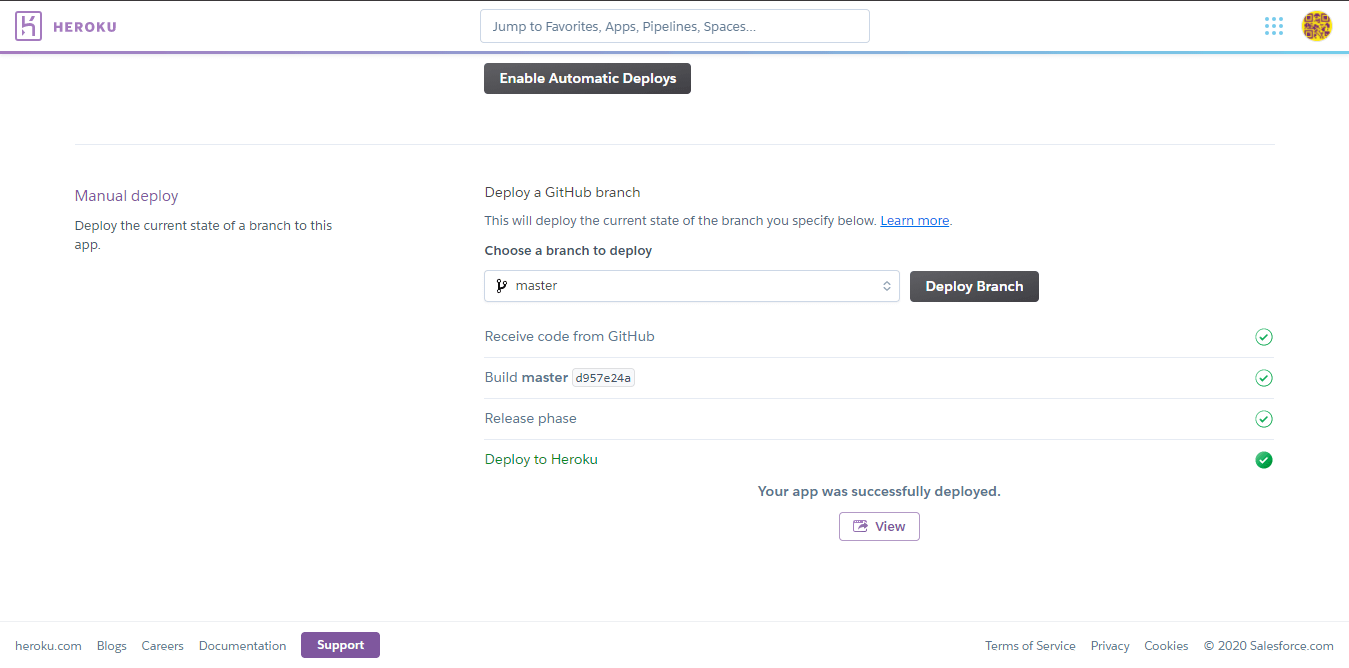 HEROKU
Jump to Favorites, Apps, Pipelines, Spaces...
Enable Automatic Deploys
Manual deploy
Deploy the current state of a branch to this
app.
Deploy a GitHub branch
This will deploy the current state of the branch you specify below. Learn more.
Choose a branch to deploy
master
Deploy Branch
Receive code from GitHub
Build master d957e24a
Release phase
Deploy to Heroku
Your app was successfully deployed.
View
heroku.com Blogs Careers Documentation Support Terms of Service Privacy Cookies © 2020 Salesforce.com